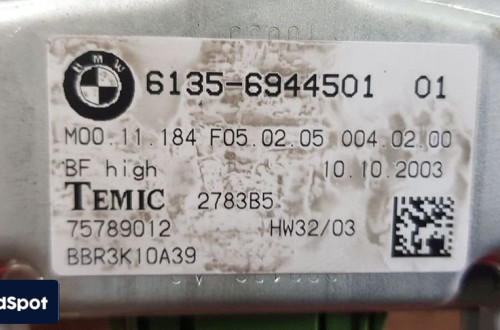 BMW
6135-6944501 01
M00.11.184 F05.02.05 004.02.00
BF high 10.10.2003
TEMIC 2783B5
75789012 HW32/03
BBR3K10A39
dSpot